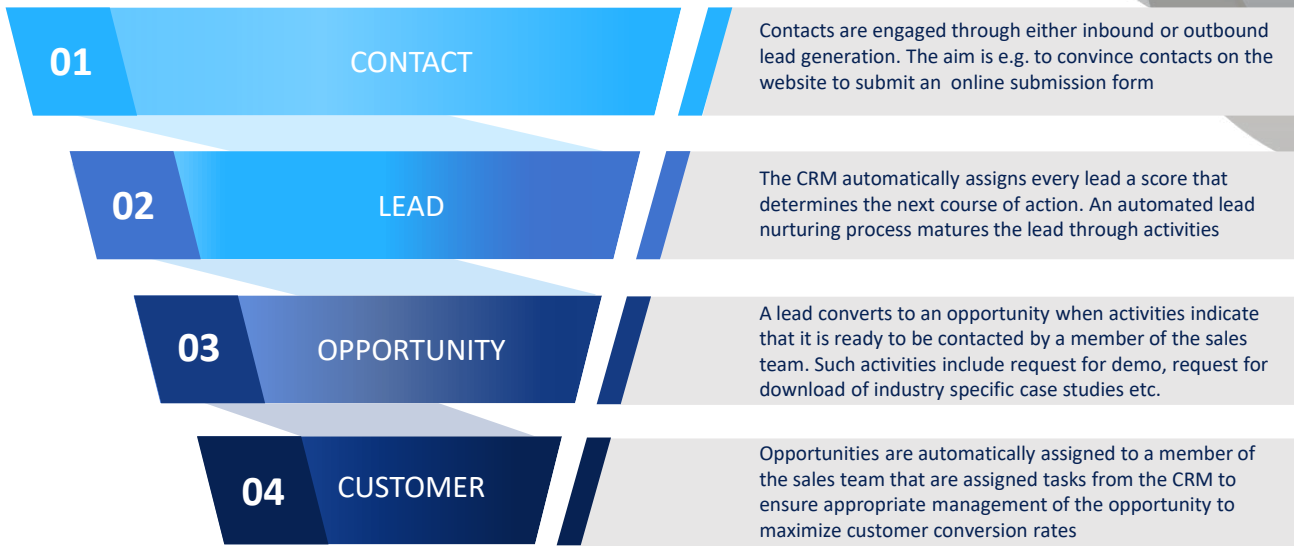 01
CONTACT
Contacts are engaged through either inbound or outbound
lead generation. The aim is e.g. to convince contacts on the
website to submit an  online submission form
02
LEAD
The CRM automatically assigns every lead a score that
determines the next course of action. An automated lead
nurturing process matures the lead through activities
03
OPPORTUNITY
A lead converts to an opportunity when activities indicate
that it is ready to be contacted by a member of the sales
team. Such activities include request for demo, request for
download of industry specific case studies etc.
04
CUSTOMER
Opportunities are automatically assigned to a member of
the sales team that are assigned tasks from the CRM to
ensure appropriate management of the opportunity to
maximize customer conversion rates